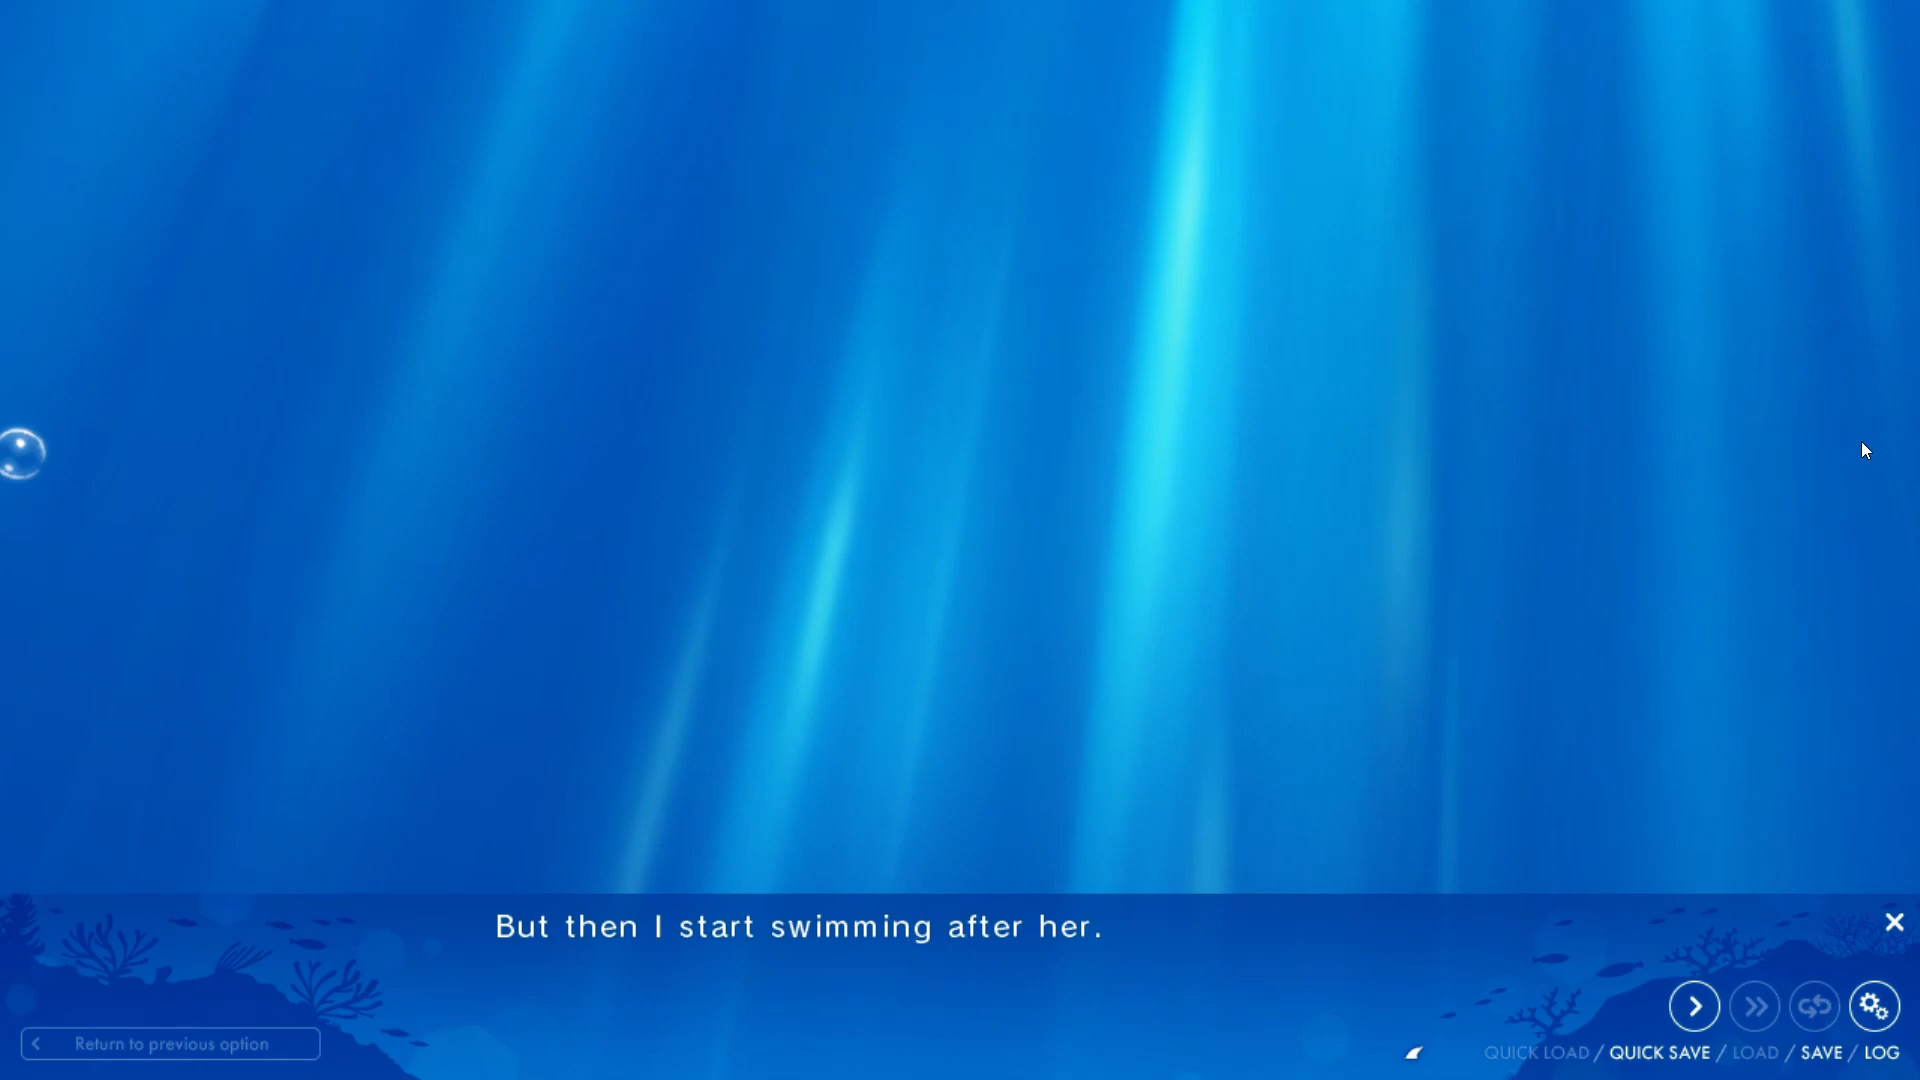 But then I start swimming after her.
Return to previous option
QUICK LOAD / QUICK SAVE / LOAD / SAVE / LOG